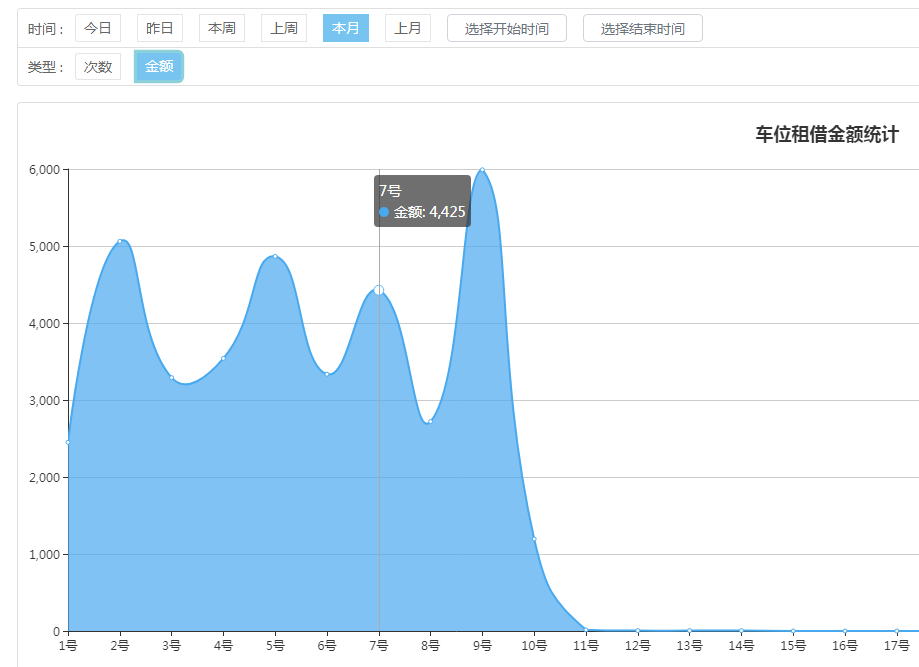 时间： 今日 昨日 本周 上周 本月 上月 选择开始时间 选择结束时间
类型： 次数 金额
车位租借金额统计
6,000
5,000
4,000
3,000
2,000
1,000
0
7号
金额: 4,425
1号 2号 3号 4号 5号 6号 7号 8号 9号 10号 11号 12号 13号 14号 15号 16号 17号